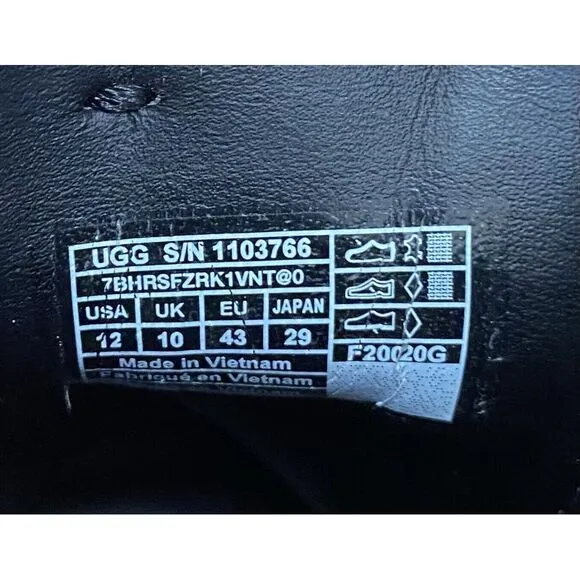 UGG S/N 1103766
7BHRSFZRK1VNT@0
USA UK EU JAPAN
12 10 43 29
F20020G
Made in Vietnam
Fabriqué en Vietnam